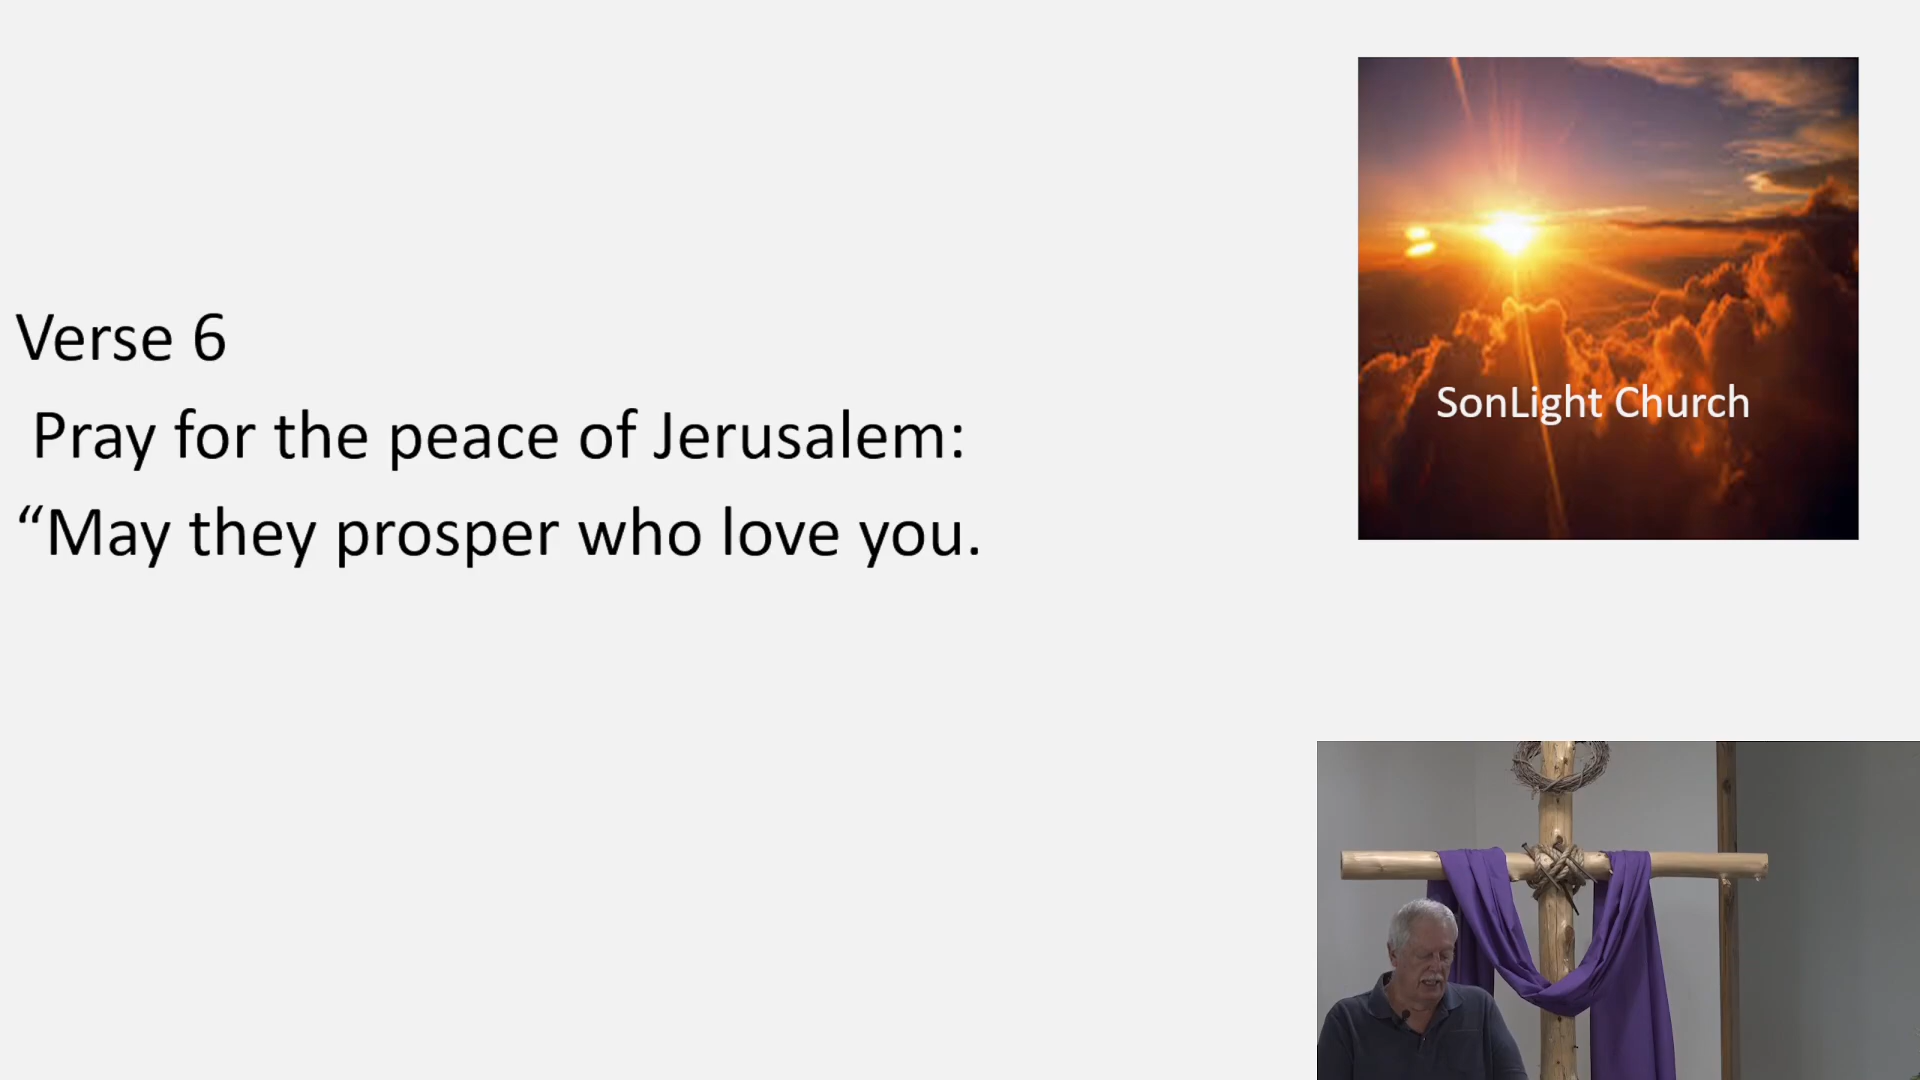 Verse 6
Pray for the peace of Jerusalem:
“May they prosper who love you.
SonLight Church